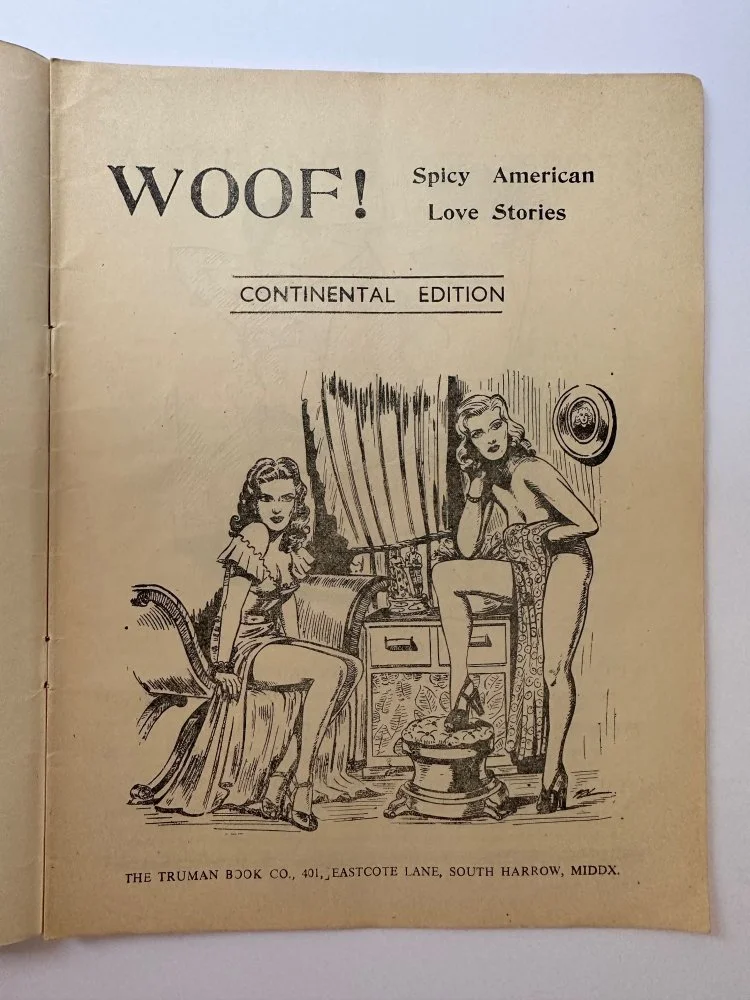 WOOF!
Spicy American
Love Stories
CONTINENTAL EDITION
THE TRUMAN BOOK CO., 401, EASTCOTE LANE, SOUTH HARROW, MIDDX.